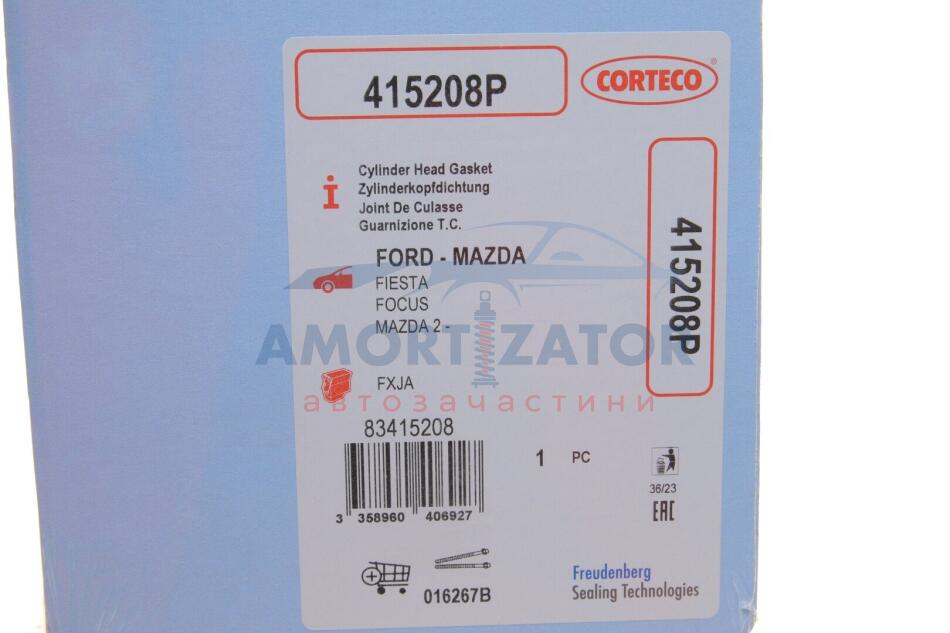 415208P
CORTECO®
415208P
Cylinder Head Gasket
Zylinderkopfdichtung
Joint De Culasse
Guarnizione T.C.
FORD - MAZDA
FIESTA
FOCUS
MAZDA 2 -
AMORTIZATOR
FXJA
автозачастини
83415208
1 PC
3 358960 406927
36/23
EAC
016267B
Freudenberg
Sealing Technologies